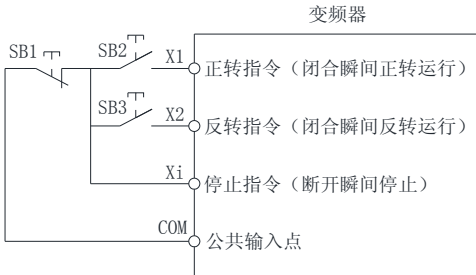 变频器
SB1
SB2
X1
正转指令（闭合瞬间正转运行）
SB3
X2
反转指令（闭合瞬间反转运行）
Xi
停止指令（断开瞬间停止）
COM
公共输入点